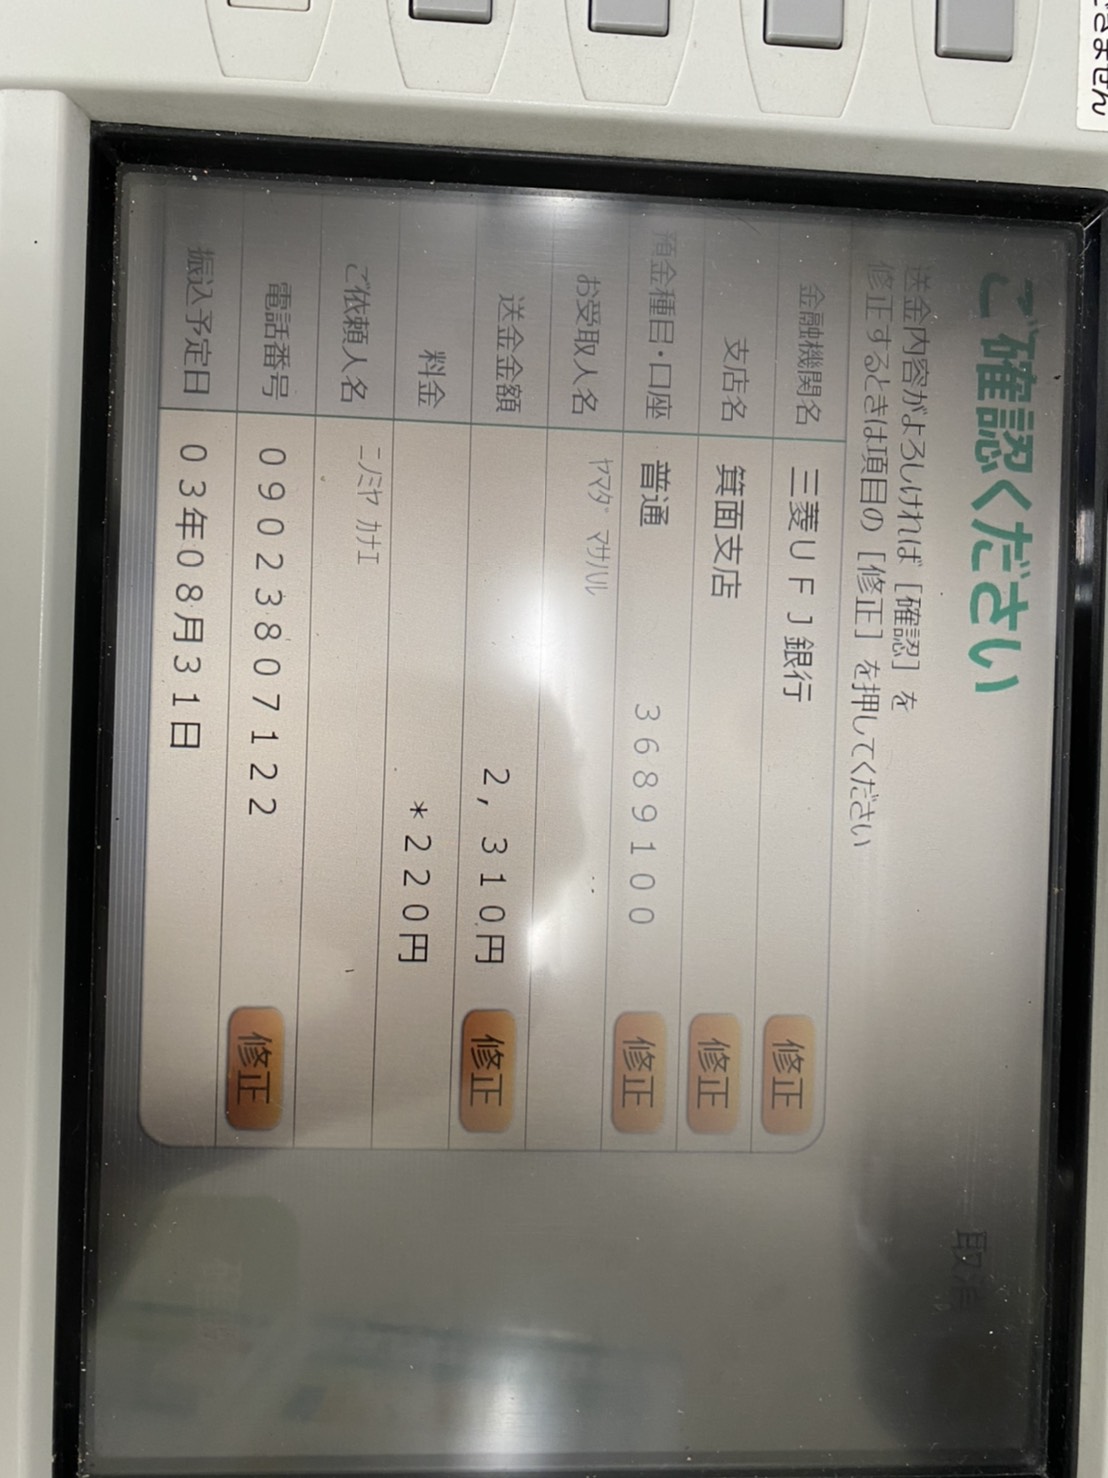 きません
ご確認ください
送金内容がよろしければ［確認］を
修正するときは項目の［修正］を押してください
金融機関名 三菱ＵＦＪ銀行 修正
支店名 箕面支店 修正
預金種目・口座 普通 3689100 修正
お受取人名 ﾔﾏﾀﾞ ﾏｻﾊﾙ
送金金額 2,310円 修正
料金 *220円
ご依頼人名 ﾆﾉﾐﾔ ｶﾅｴ
電話番号 09023807122 修正
振込予定日 03年08月31日
取消